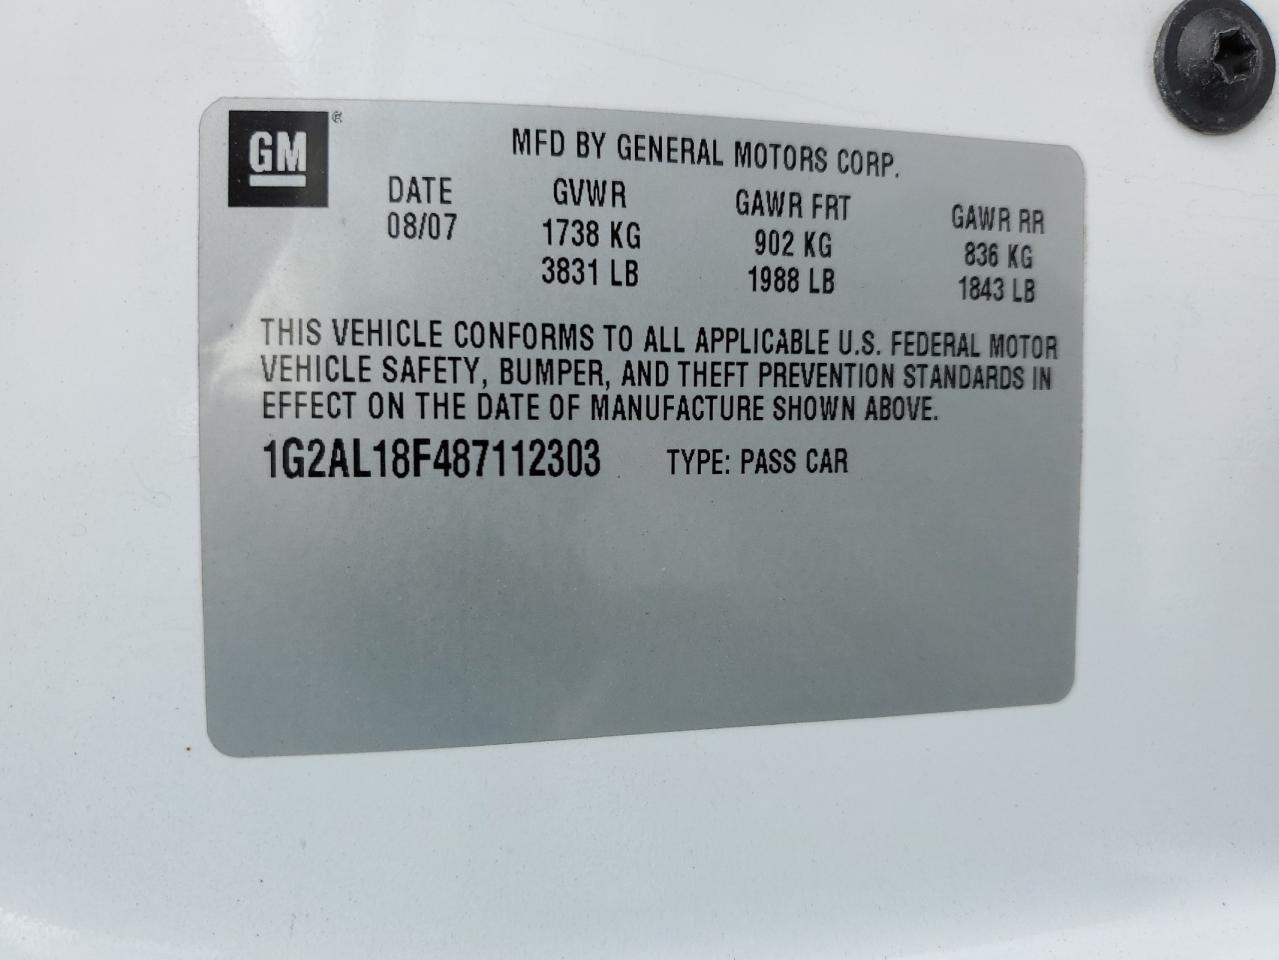 GM®
MFD BY GENERAL MOTORS CORP.
DATE GVWR GAWR FRT GAWR RR
08/07 1738 KG 902 KG 836 KG
3831 LB 1988 LB 1843 LB
THIS VEHICLE CONFORMS TO ALL APPLICABLE U.S. FEDERAL MOTOR
VEHICLE SAFETY, BUMPER, AND THEFT PREVENTION STANDARDS IN
EFFECT ON THE DATE OF MANUFACTURE SHOWN ABOVE.
1G2AL18F487112303 TYPE: PASS CAR